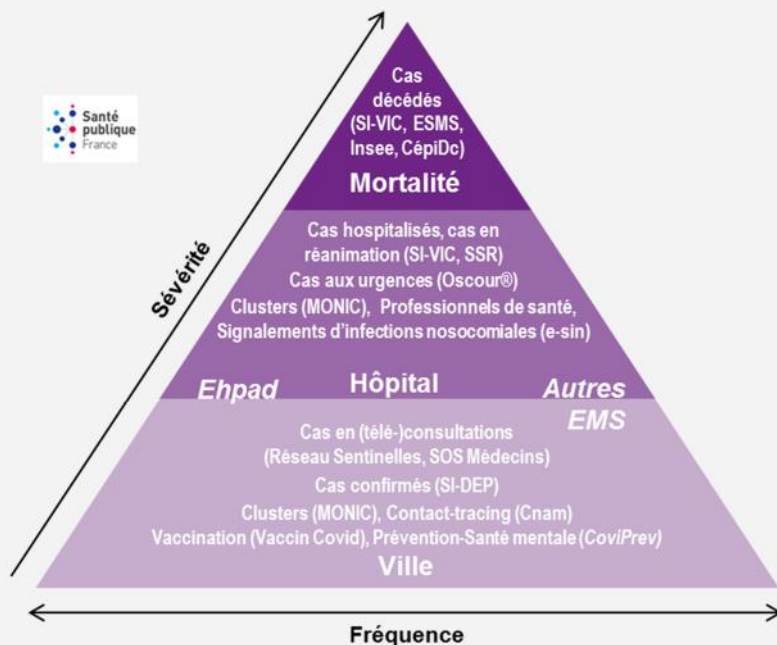 Santé
publique
France
Sévérité
Cas
décédés
(SI-VIC, ESMS,
Insee, CépiDc)
Mortalité
Cas hospitalisés, cas en
réanimation (SI-VIC, SSR)
Cas aux urgences (Oscour®)
Clusters (MONIC), Professionnels de santé,
Signalements d'infections nosocomiales (e-sin)
Ehpad
Hôpital
Autres
EMS
Cas en (télé-)consultations
(Réseau Sentinelles, SOS Médecins)
Cas confirmés (SI-DEP)
Clusters (MONIC), Contact-tracing (Cnam)
Vaccination (Vaccin Covid), Prévention-Santé mentale (CoviPrev)
Ville
Fréquence